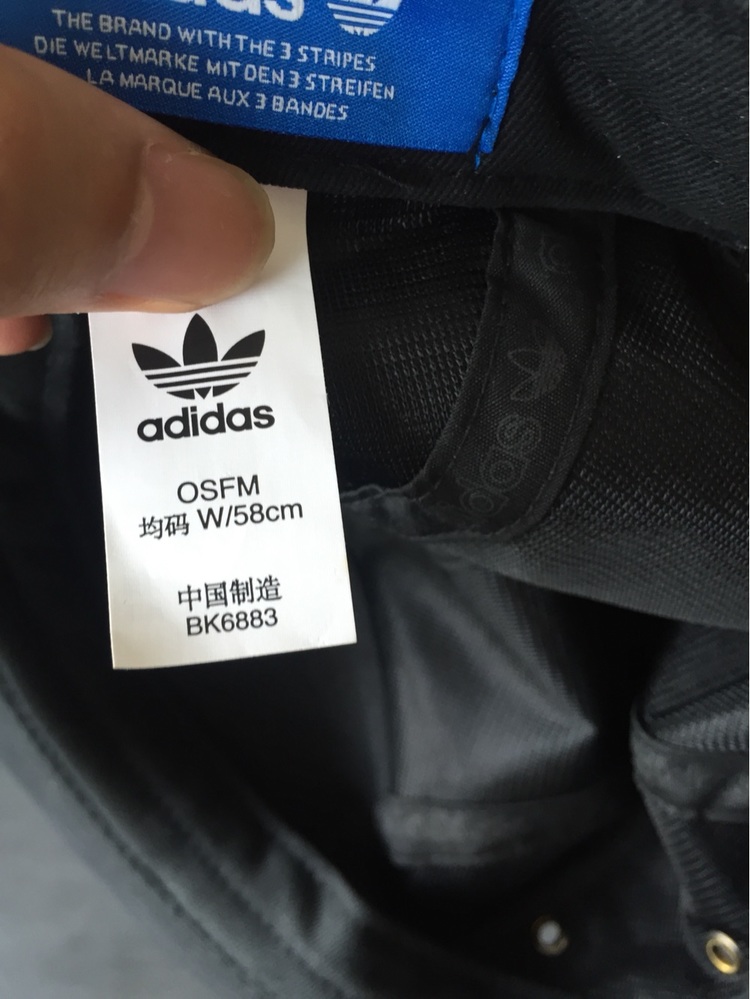 THE BRAND WITH THE 3 STRIPES
DIE WELTMARKE MIT DEN 3 STREIFEN
LA MARQUE AUX 3 BANDES
adidas
OSFM
均码 W/58cm
中国制造
BK6883